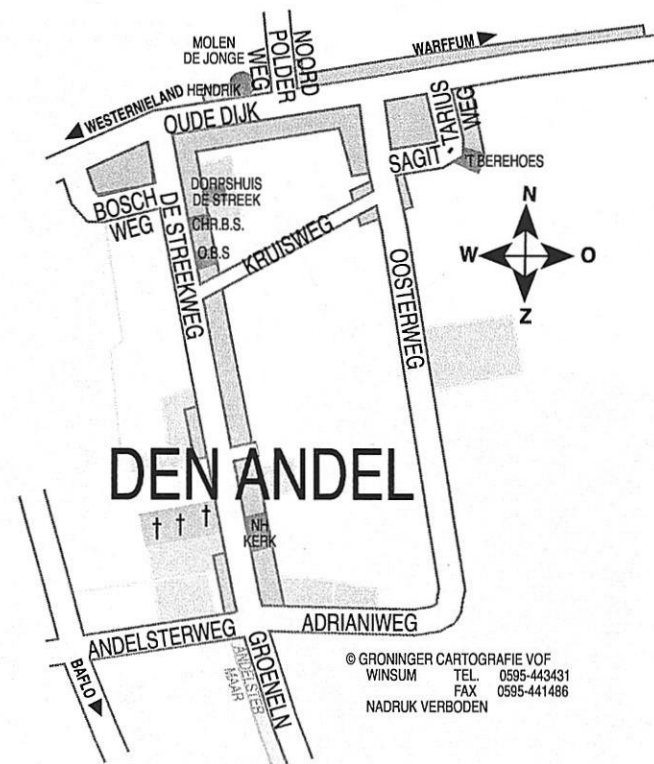 MOLEN
DE JONGE
HENDRIK
NOORD
POLDER
WEG
WARFFUM
WESTERNIELAND
OUDE DIJK
SAGIT-TARIUS
WEG
'T BEREHOES
BOSCH
WEG
DORPSHUIS
DE STREEK
CHR.B.S.
O.B.S
DE STREEKWEG
KRUISWEG
OOSTERWEG
N
W
O
Z
DEN ANDEL
NH
KERK
ANDELSTERWEG
ADRIANIWEG
GROENELN
ANDELSTER
MAAR
BAFLO
© GRONINGER CARTOGRAFIE VOF
WINSUM TEL. 0595-443431
FAX 0595-441486
NADRUK VERBODEN